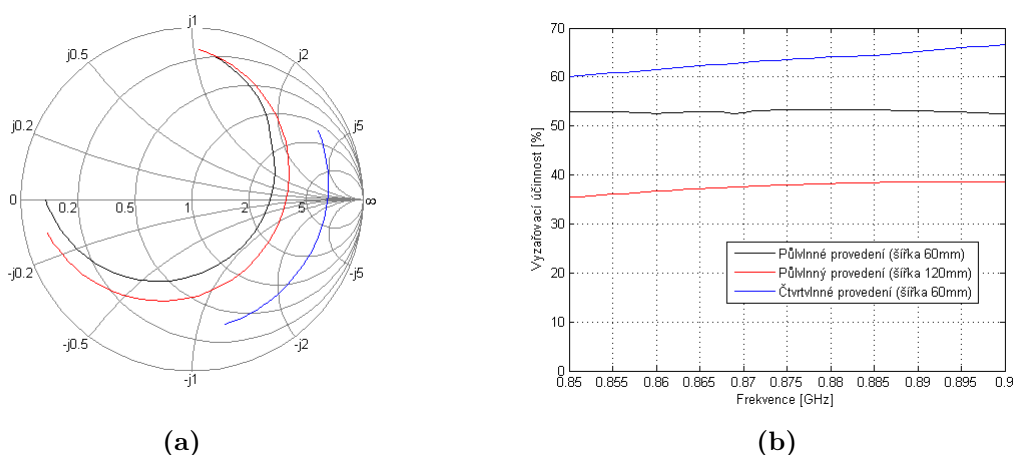 j1
j0.5
j2
j0.2
j5
0
0.2
0.5
1
2
5
∞
-j0.2
-j5
-j0.5
-j2
-j1
(a)
70
60
50
40
30
20
10
0
Vyzařovací účinnost [%]
Půlvlnné provedení (šířka 60mm)
Půlvlnný provedení (šířka 120mm)
Čtvrtvlnné provedení (šířka 60mm)
0.85 0.855 0.86 0.865 0.87 0.875 0.88 0.885 0.89 0.895 0.9
Frekvence [GHz]
(b)